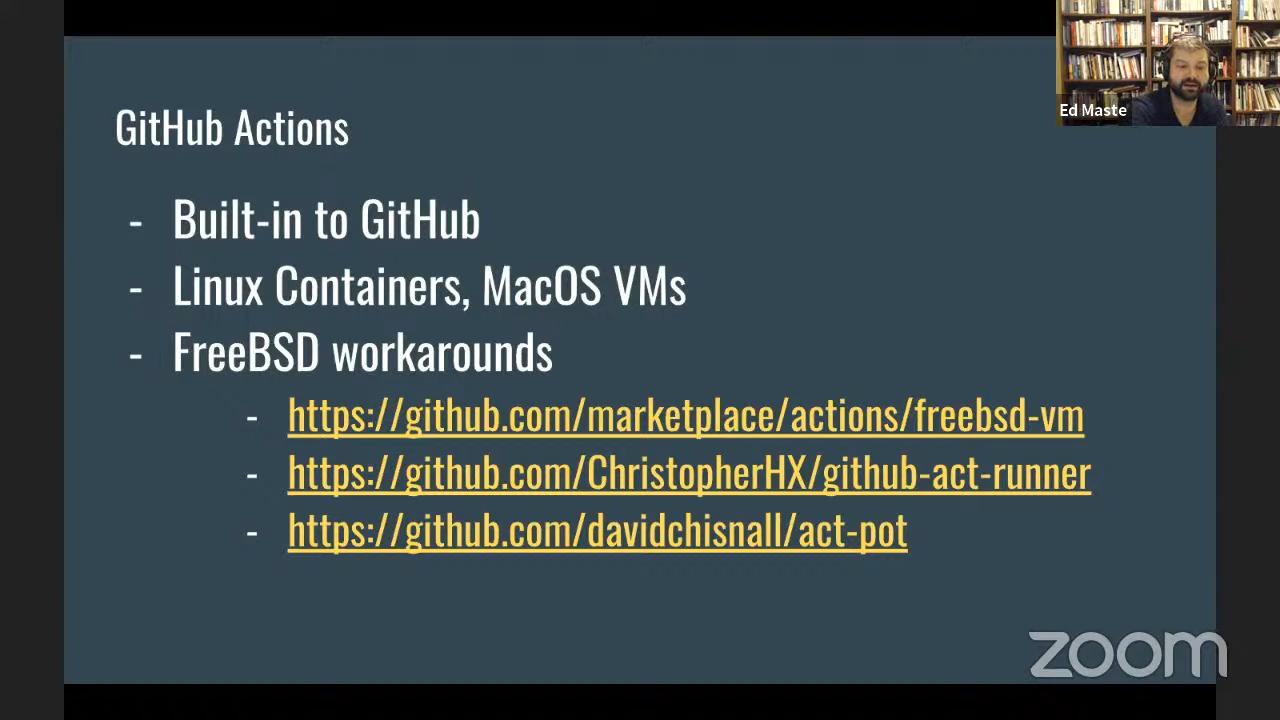 GitHub Actions
- Built-in to GitHub
- Linux Containers, MacOS VMs
- FreeBSD workarounds
- https://github.com/marketplace/actions/freebsd-vm
- https://github.com/ChristopherHX/github-act-runner
- https://github.com/davidchisnall/act-pot
Ed Maste
zoom